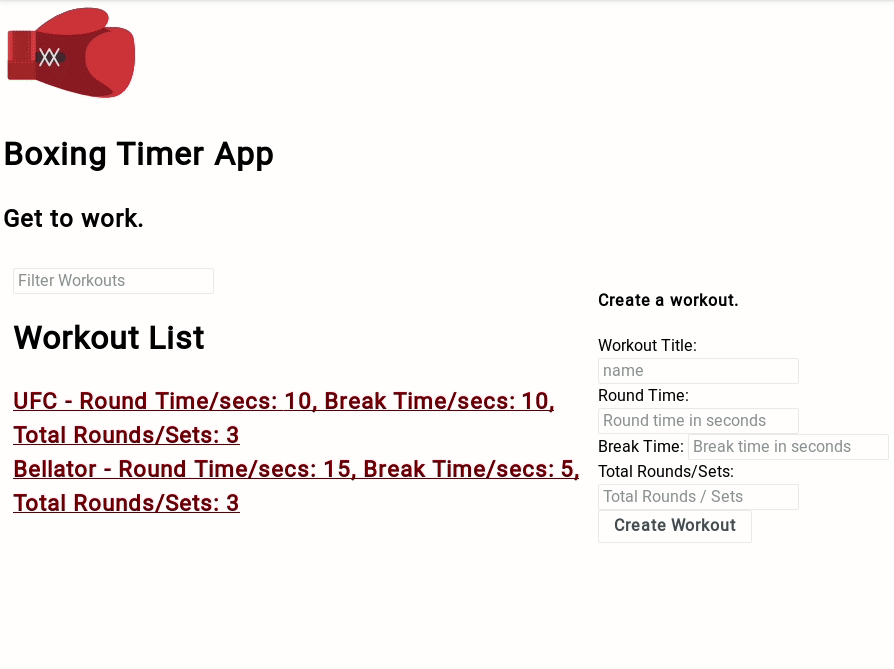 Boxing Timer App
Get to work.
Filter Workouts
Workout List
UFC - Round Time/secs: 10, Break Time/secs: 10,
Total Rounds/Sets: 3
Bellator - Round Time/secs: 15, Break Time/secs: 5,
Total Rounds/Sets: 3
Create a workout.
Workout Title:
name
Round Time:
Round time in seconds
Break Time: Break time in seconds
Total Rounds/Sets:
Total Rounds / Sets
Create Workout